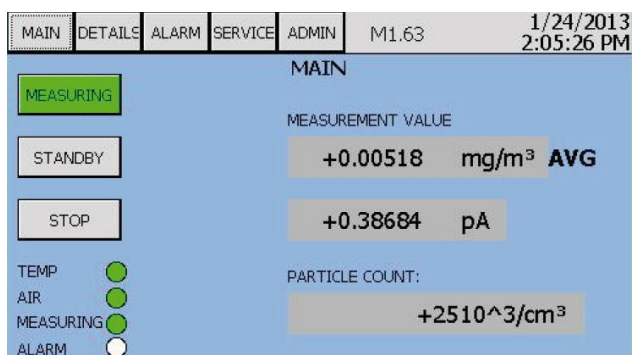 MAIN DETAILS ALARM SERVICE ADMIN M1.63 1/24/2013
2:05:26 PM
MAIN
MEASURING
MEASUREMENT VALUE
STANDBY
+0.00518 mg/m³ AVG
STOP
+0.38684 pA
TEMP
AIR
PARTICLE COUNT:
MEASURING
+2510^3/cm³
ALARM